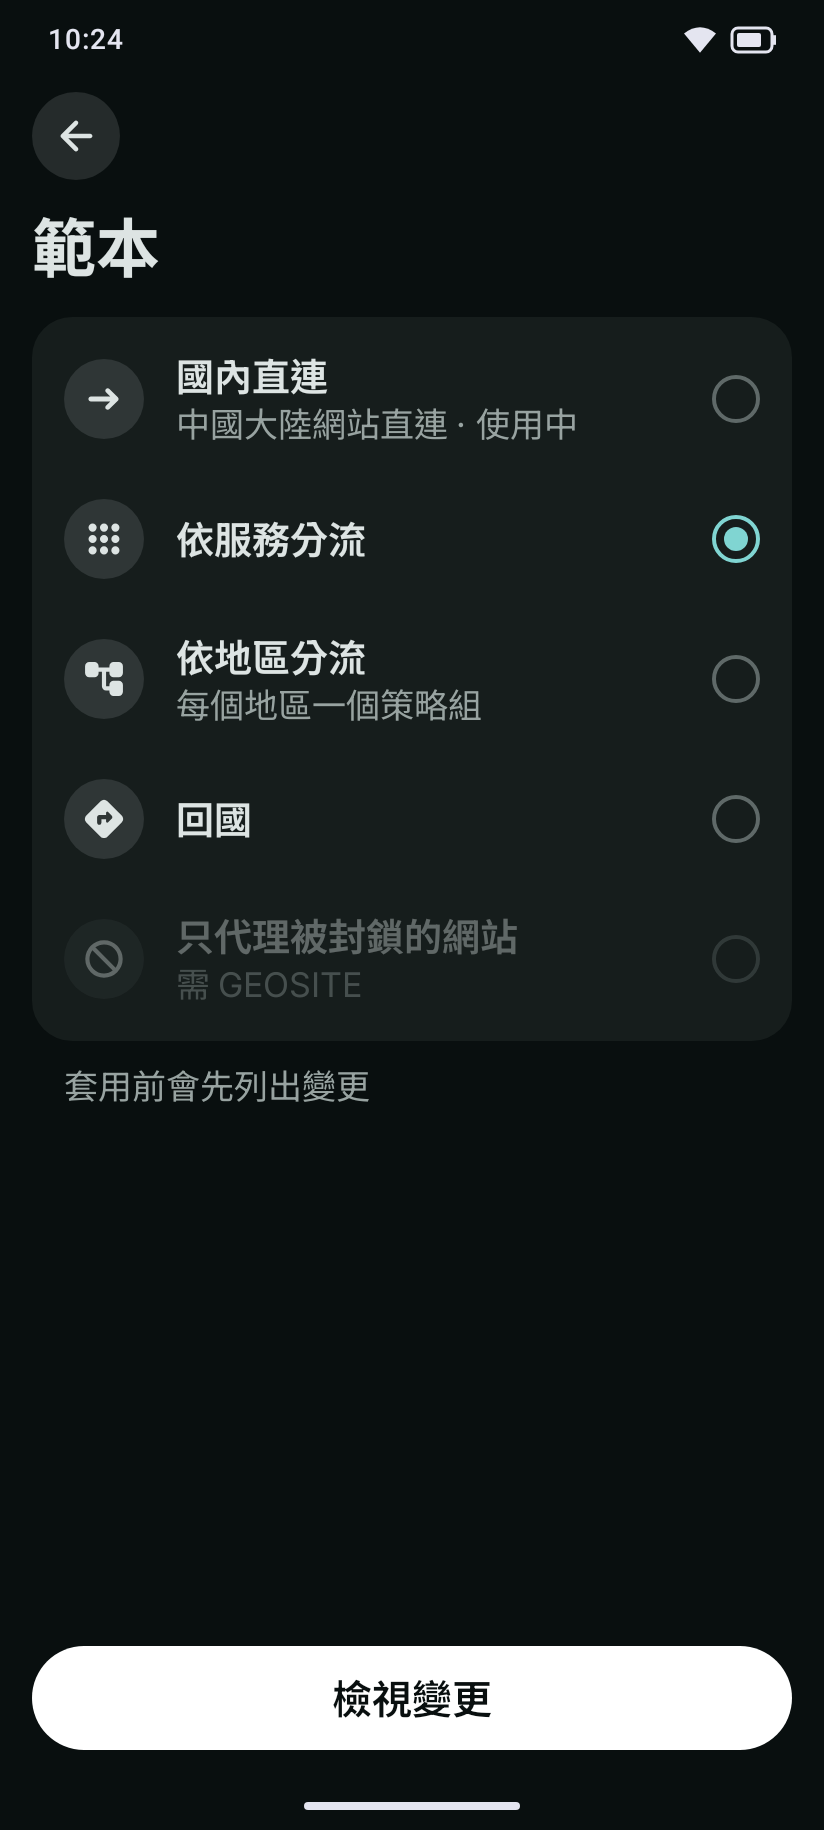 10:24
範本
國內直連
中國大陸網站直連 · 使用中
依服務分流
依地區分流
每個地區一個策略組
回國
只代理被封鎖的網站
需 GEOSITE
套用前會先列出變更
檢視變更